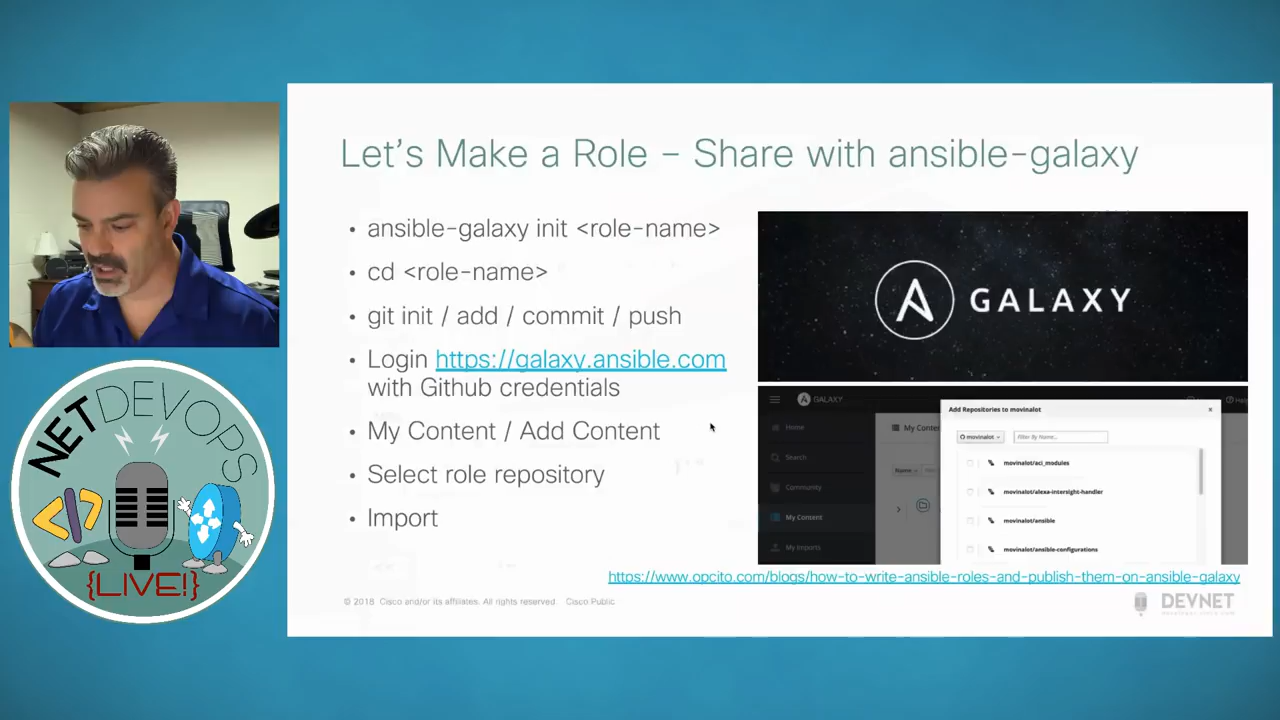 Let's Make a Role – Share with ansible-galaxy
• ansible-galaxy init <role-name>
• cd <role-name>
• git init / add / commit / push
• Login https://galaxy.ansible.com
with Github credentials
• My Content / Add Content
• Select role repository
• Import
GALAXY
GALAXY
Home
Search
Community
My Content
My Imports
My Conte
Name
Add Repositories to movinalot
×
movinalot
Filter By Name...
movinalot/aci_modules
movinalot/alexa-intersight-handler
movinalot/ansible
movinalot/ansible-configurations
https://www.opcito.com/blogs/how-to-write-ansible-roles-and-publish-them-on-ansible-galaxy
© 2018 Cisco and/or its affiliates. All rights reserved Cisco Public
DEVNET
NETDEVOPS
</>
{LIVE!}